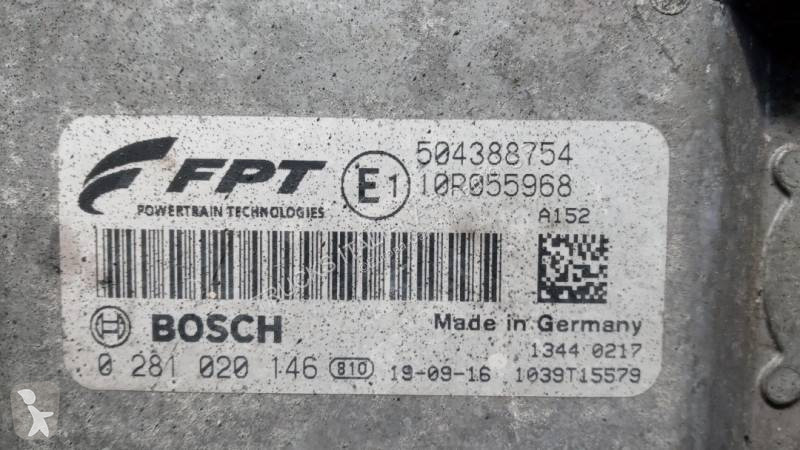 FPT
POWERTRAIN TECHNOLOGIES
E1
504388754
10R055968
A152
BOSCH
Made in Germany
1344 0217
0 281 020 146 810 19-09-16 1039T15579